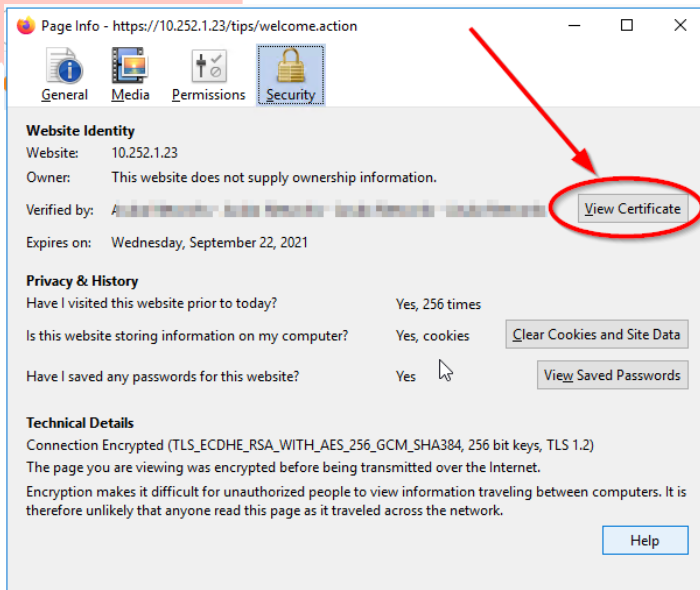 Page Info - https://10.252.1.23/tips/welcome.action
General Media Permissions Security
Website Identity
Website: 10.252.1.23
Owner: This website does not supply ownership information.
Verified by: View Certificate
Expires on: Wednesday, September 22, 2021
Privacy & History
Have I visited this website prior to today? Yes, 256 times
Is this website storing information on my computer? Yes, cookies Clear Cookies and Site Data
Have I saved any passwords for this website? Yes View Saved Passwords
Technical Details
Connection Encrypted (TLS_ECDHE_RSA_WITH_AES_256_GCM_SHA384, 256 bit keys, TLS 1.2)
The page you are viewing was encrypted before being transmitted over the Internet.
Encryption makes it difficult for unauthorized people to view information traveling between computers. It is
therefore unlikely that anyone read this page as it traveled across the network.
Help